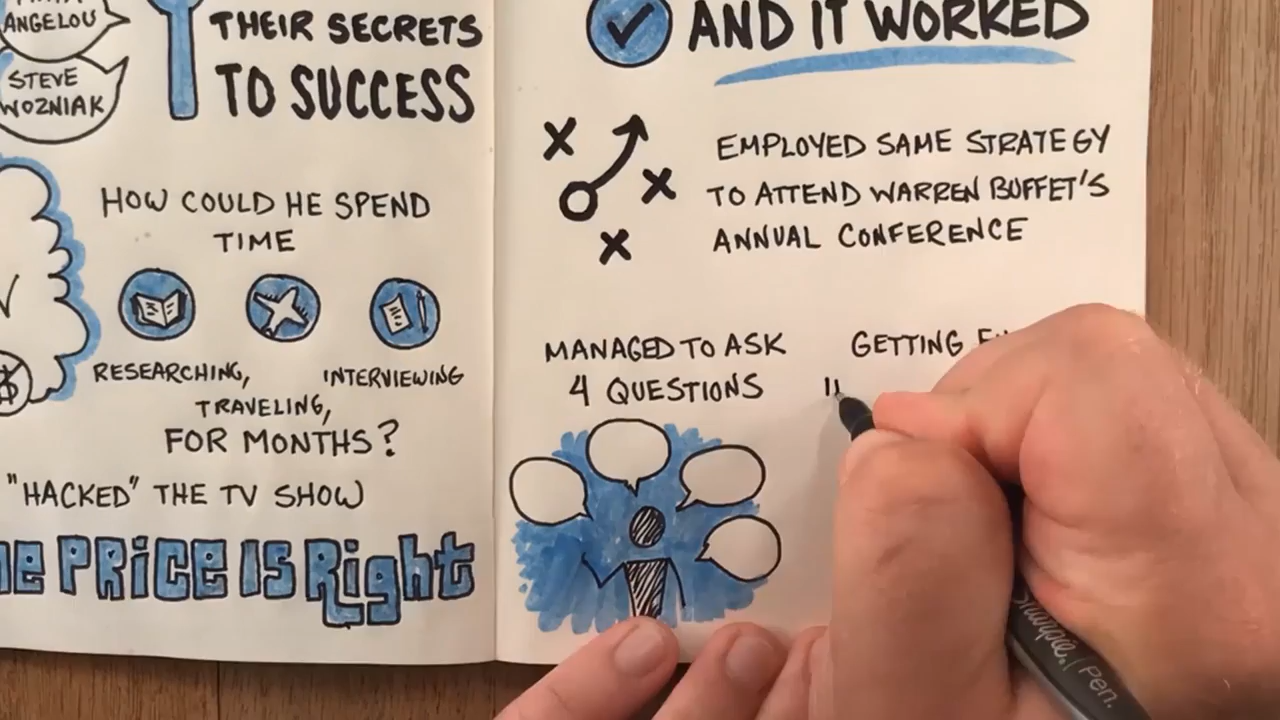 ANGELOU
STEVE
WOZNIAK
THEIR SECRETS
TO SUCCESS
HOW COULD HE SPEND
TIME
RESEARCHING, INTERVIEWING
TRAVELING,
FOR MONTHS?
"HACKED" THE TV SHOW
PRiCE IS Right
AND IT WORKED
EMPLOYED SAME STRATEGY
TO ATTEND WARREN BUFFET'S
ANNUAL CONFERENCE
MANAGED TO ASK
4 QUESTIONS
GETTING
Sharpie Pen.